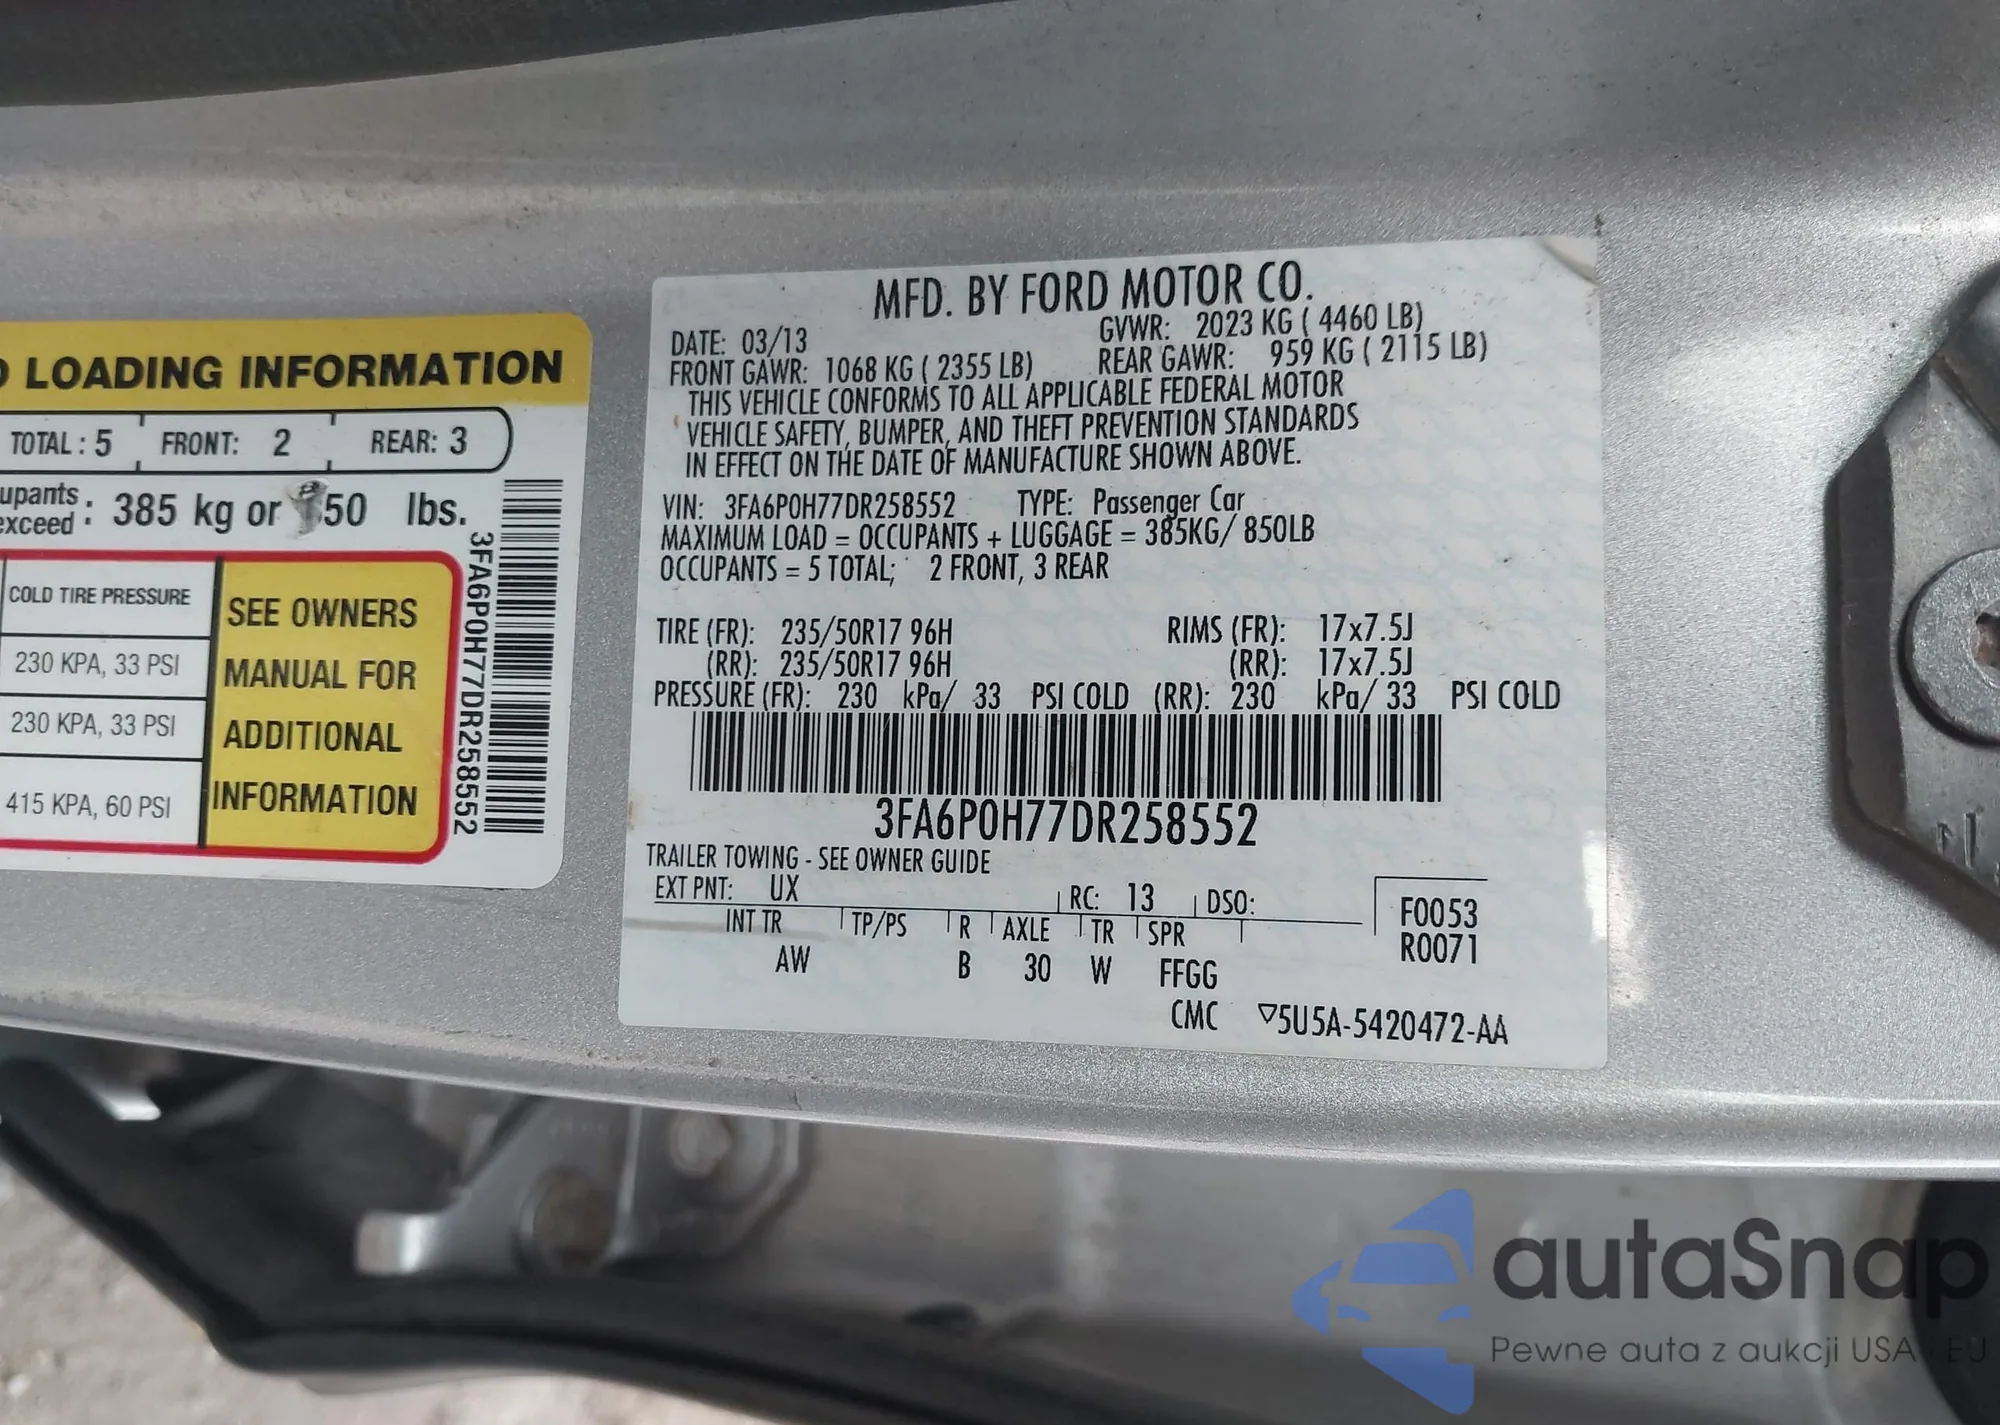 LOADING INFORMATION
TOTAL : 5 FRONT: 2 REAR: 3
upants
exceed : 385 kg or 50 lbs.
COLD TIRE PRESSURE
230 KPA, 33 PSI
230 KPA, 33 PSI
415 KPA, 60 PSI
SEE OWNERS
MANUAL FOR
ADDITIONAL
INFORMATION
3FA6P0H77DR258552
MFD. BY FORD MOTOR CO.
DATE: 03/13 GVWR: 2023 KG ( 4460 LB)
FRONT GAWR: 1068 KG ( 2355 LB) REAR GAWR: 959 KG ( 2115 LB)
THIS VEHICLE CONFORMS TO ALL APPLICABLE FEDERAL MOTOR
VEHICLE SAFETY, BUMPER, AND THEFT PREVENTION STANDARDS
IN EFFECT ON THE DATE OF MANUFACTURE SHOWN ABOVE.
VIN: 3FA6P0H77DR258552 TYPE: Passenger Car
MAXIMUM LOAD = OCCUPANTS + LUGGAGE = 385KG/ 850LB
OCCUPANTS = 5 TOTAL; 2 FRONT, 3 REAR
TIRE (FR): 235/50R17 96H RIMS (FR): 17x7.5J
(RR): 235/50R17 96H (RR): 17x7.5J
PRESSURE (FR): 230 kPa/ 33 PSI COLD (RR): 230 kPa/ 33 PSI COLD
3FA6P0H77DR258552
TRAILER TOWING - SEE OWNER GUIDE
EXT PNT: UX RC: 13 DSO: F0053
INT TR TP/PS R AXLE TR SPR R0071
AW B 30 W FFGG
CMC ▽5U5A-5420472-AA
autoSnap
Pewne auta z aukcji USA i EU